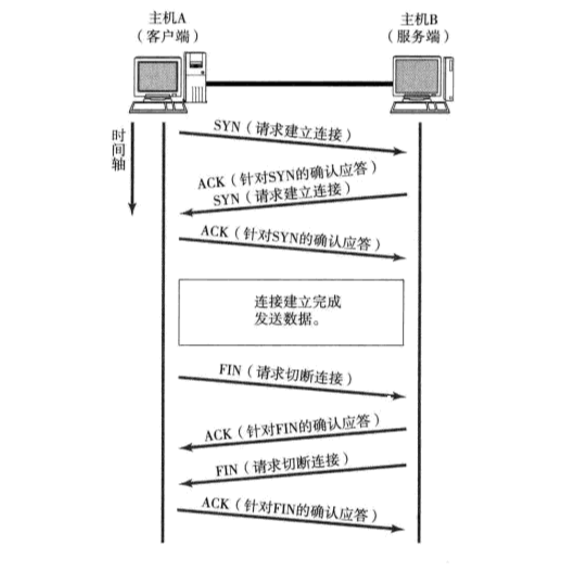 主机A
（客户端）
主机B
（服务端）
时间轴
SYN（请求建立连接）
ACK（针对SYN的确认应答）
SYN（请求建立连接）
ACK（针对SYN的确认应答）
连接建立完成
发送数据。
FIN（请求切断连接）
ACK（针对FIN的确认应答）
FIN（请求切断连接）
ACK（针对FIN的确认应答）